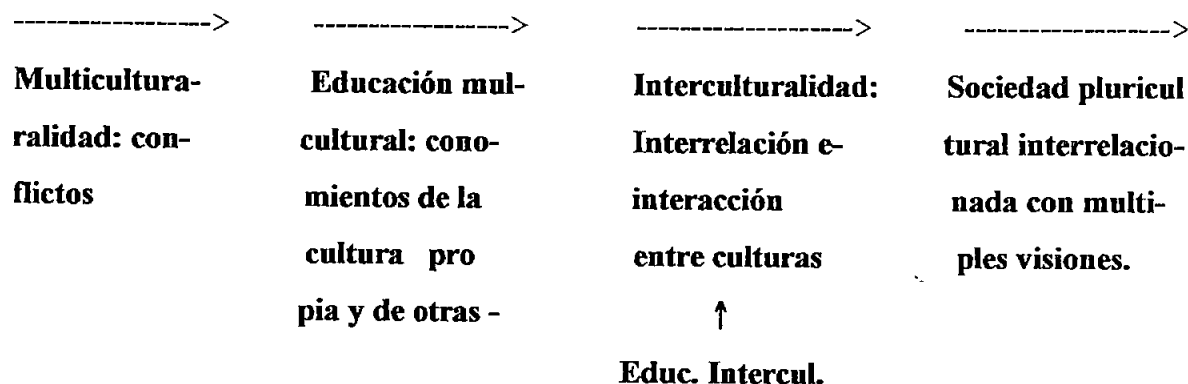 -------------------> -------------------> ---------------------> ------------------->
Multicultura-
ralidad: con-
flictos
Educación mul-
cultural: cono-
mientos de la
cultura pro
pia y de otras -
Interculturalidad:
Interrelación e-
interacción
entre culturas
↑
Educ. Intercul.
Sociedad pluricul
tural interrelacio-
nada con multi-
ples visiones.